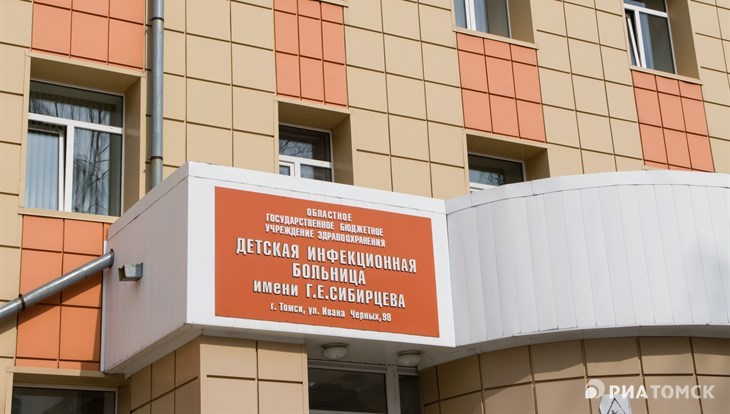 ОБЛАСТНОЕ
ГОСУДАРСТВЕННОЕ БЮДЖЕТНОЕ
УЧРЕЖДЕНИЕ ЗДРАВООХРАНЕНИЯ
ДЕТСКАЯ ИНФЕКЦИОННАЯ
БОЛЬНИЦА
имени Г.Е.СИБИРЦЕВА
г. Томск, ул. Ивана Черных,98
РИАТОМСК